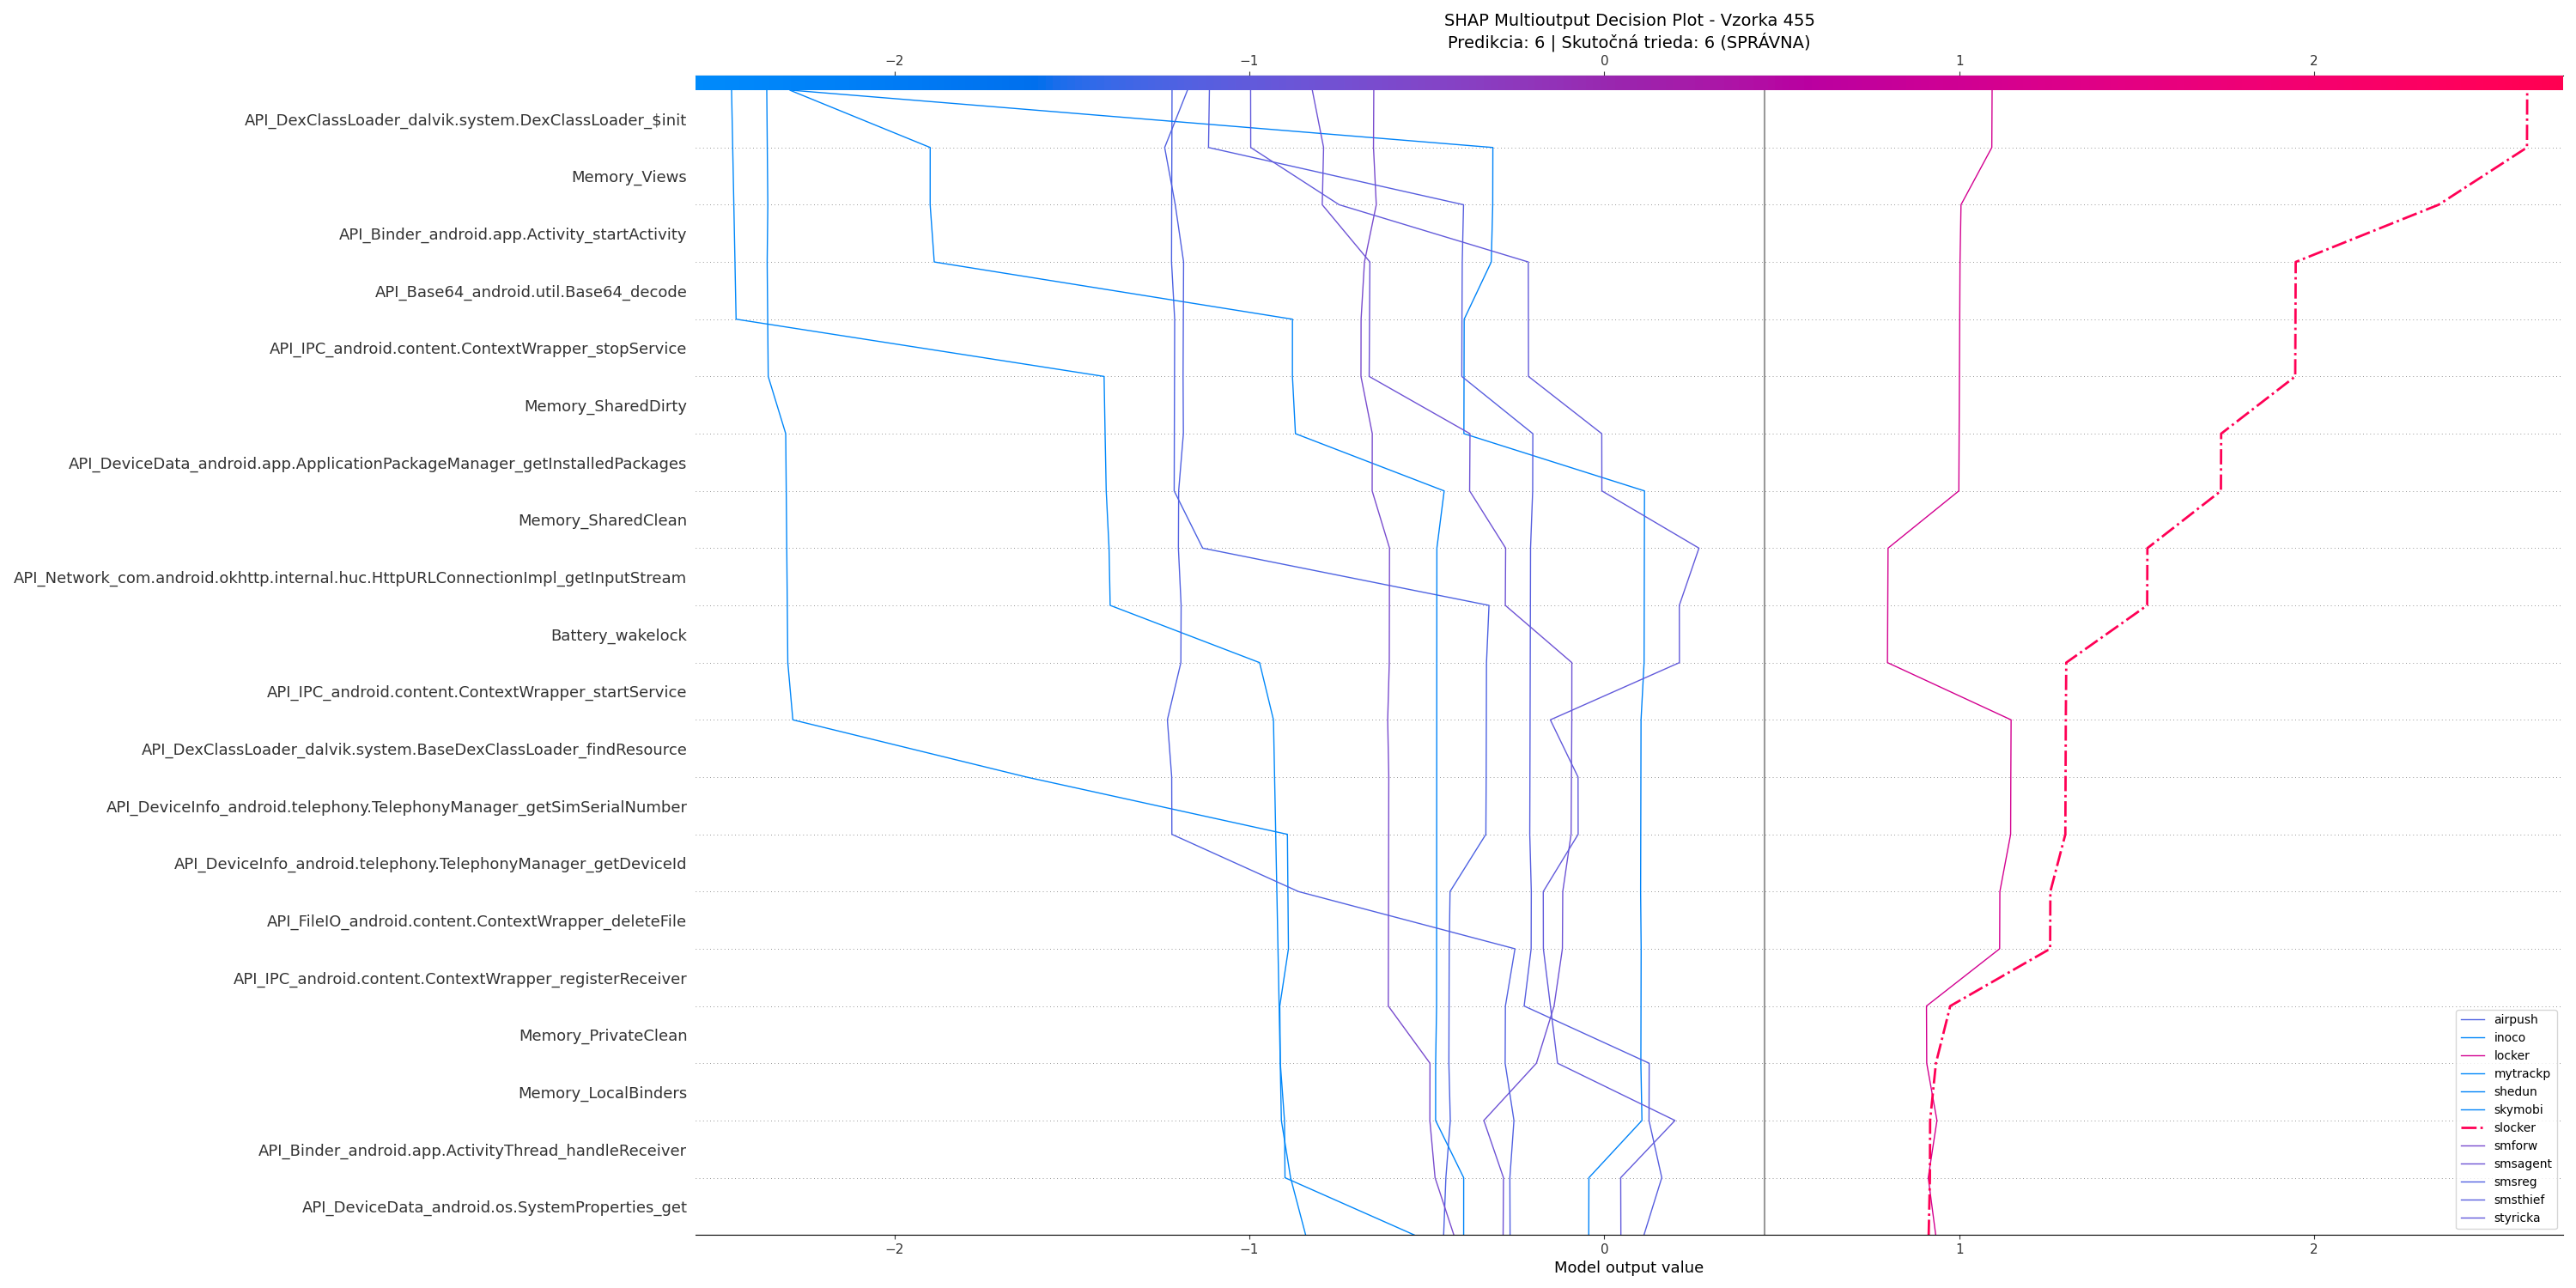 SHAP Multioutput Decision Plot - Vzorka 455
Predikcia: 6 | Skutočná trieda: 6 (SPRÁVNA)
−2 −1 0 1 2
API_DexClassLoader_dalvik.system.DexClassLoader_$init
Memory_Views
API_Binder_android.app.Activity_startActivity
API_Base64_android.util.Base64_decode
API_IPC_android.content.ContextWrapper_stopService
Memory_SharedDirty
API_DeviceData_android.app.ApplicationPackageManager_getInstalledPackages
Memory_SharedClean
API_Network_com.android.okhttp.internal.huc.HttpURLConnectionImpl_getInputStream
Battery_wakelock
API_IPC_android.content.ContextWrapper_startService
API_DexClassLoader_dalvik.system.BaseDexClassLoader_findResource
API_DeviceInfo_android.telephony.TelephonyManager_getSimSerialNumber
API_DeviceInfo_android.telephony.TelephonyManager_getDeviceId
API_FileIO_android.content.ContextWrapper_deleteFile
API_IPC_android.content.ContextWrapper_registerReceiver
Memory_PrivateClean
Memory_LocalBinders
API_Binder_android.app.ActivityThread_handleReceiver
API_DeviceData_android.os.SystemProperties_get
airpush
inoco
locker
mytrackp
shedun
skymobi
slocker
smforw
smsagent
smsreg
smsthief
styricka
−2 −1 0 1 2
Model output value